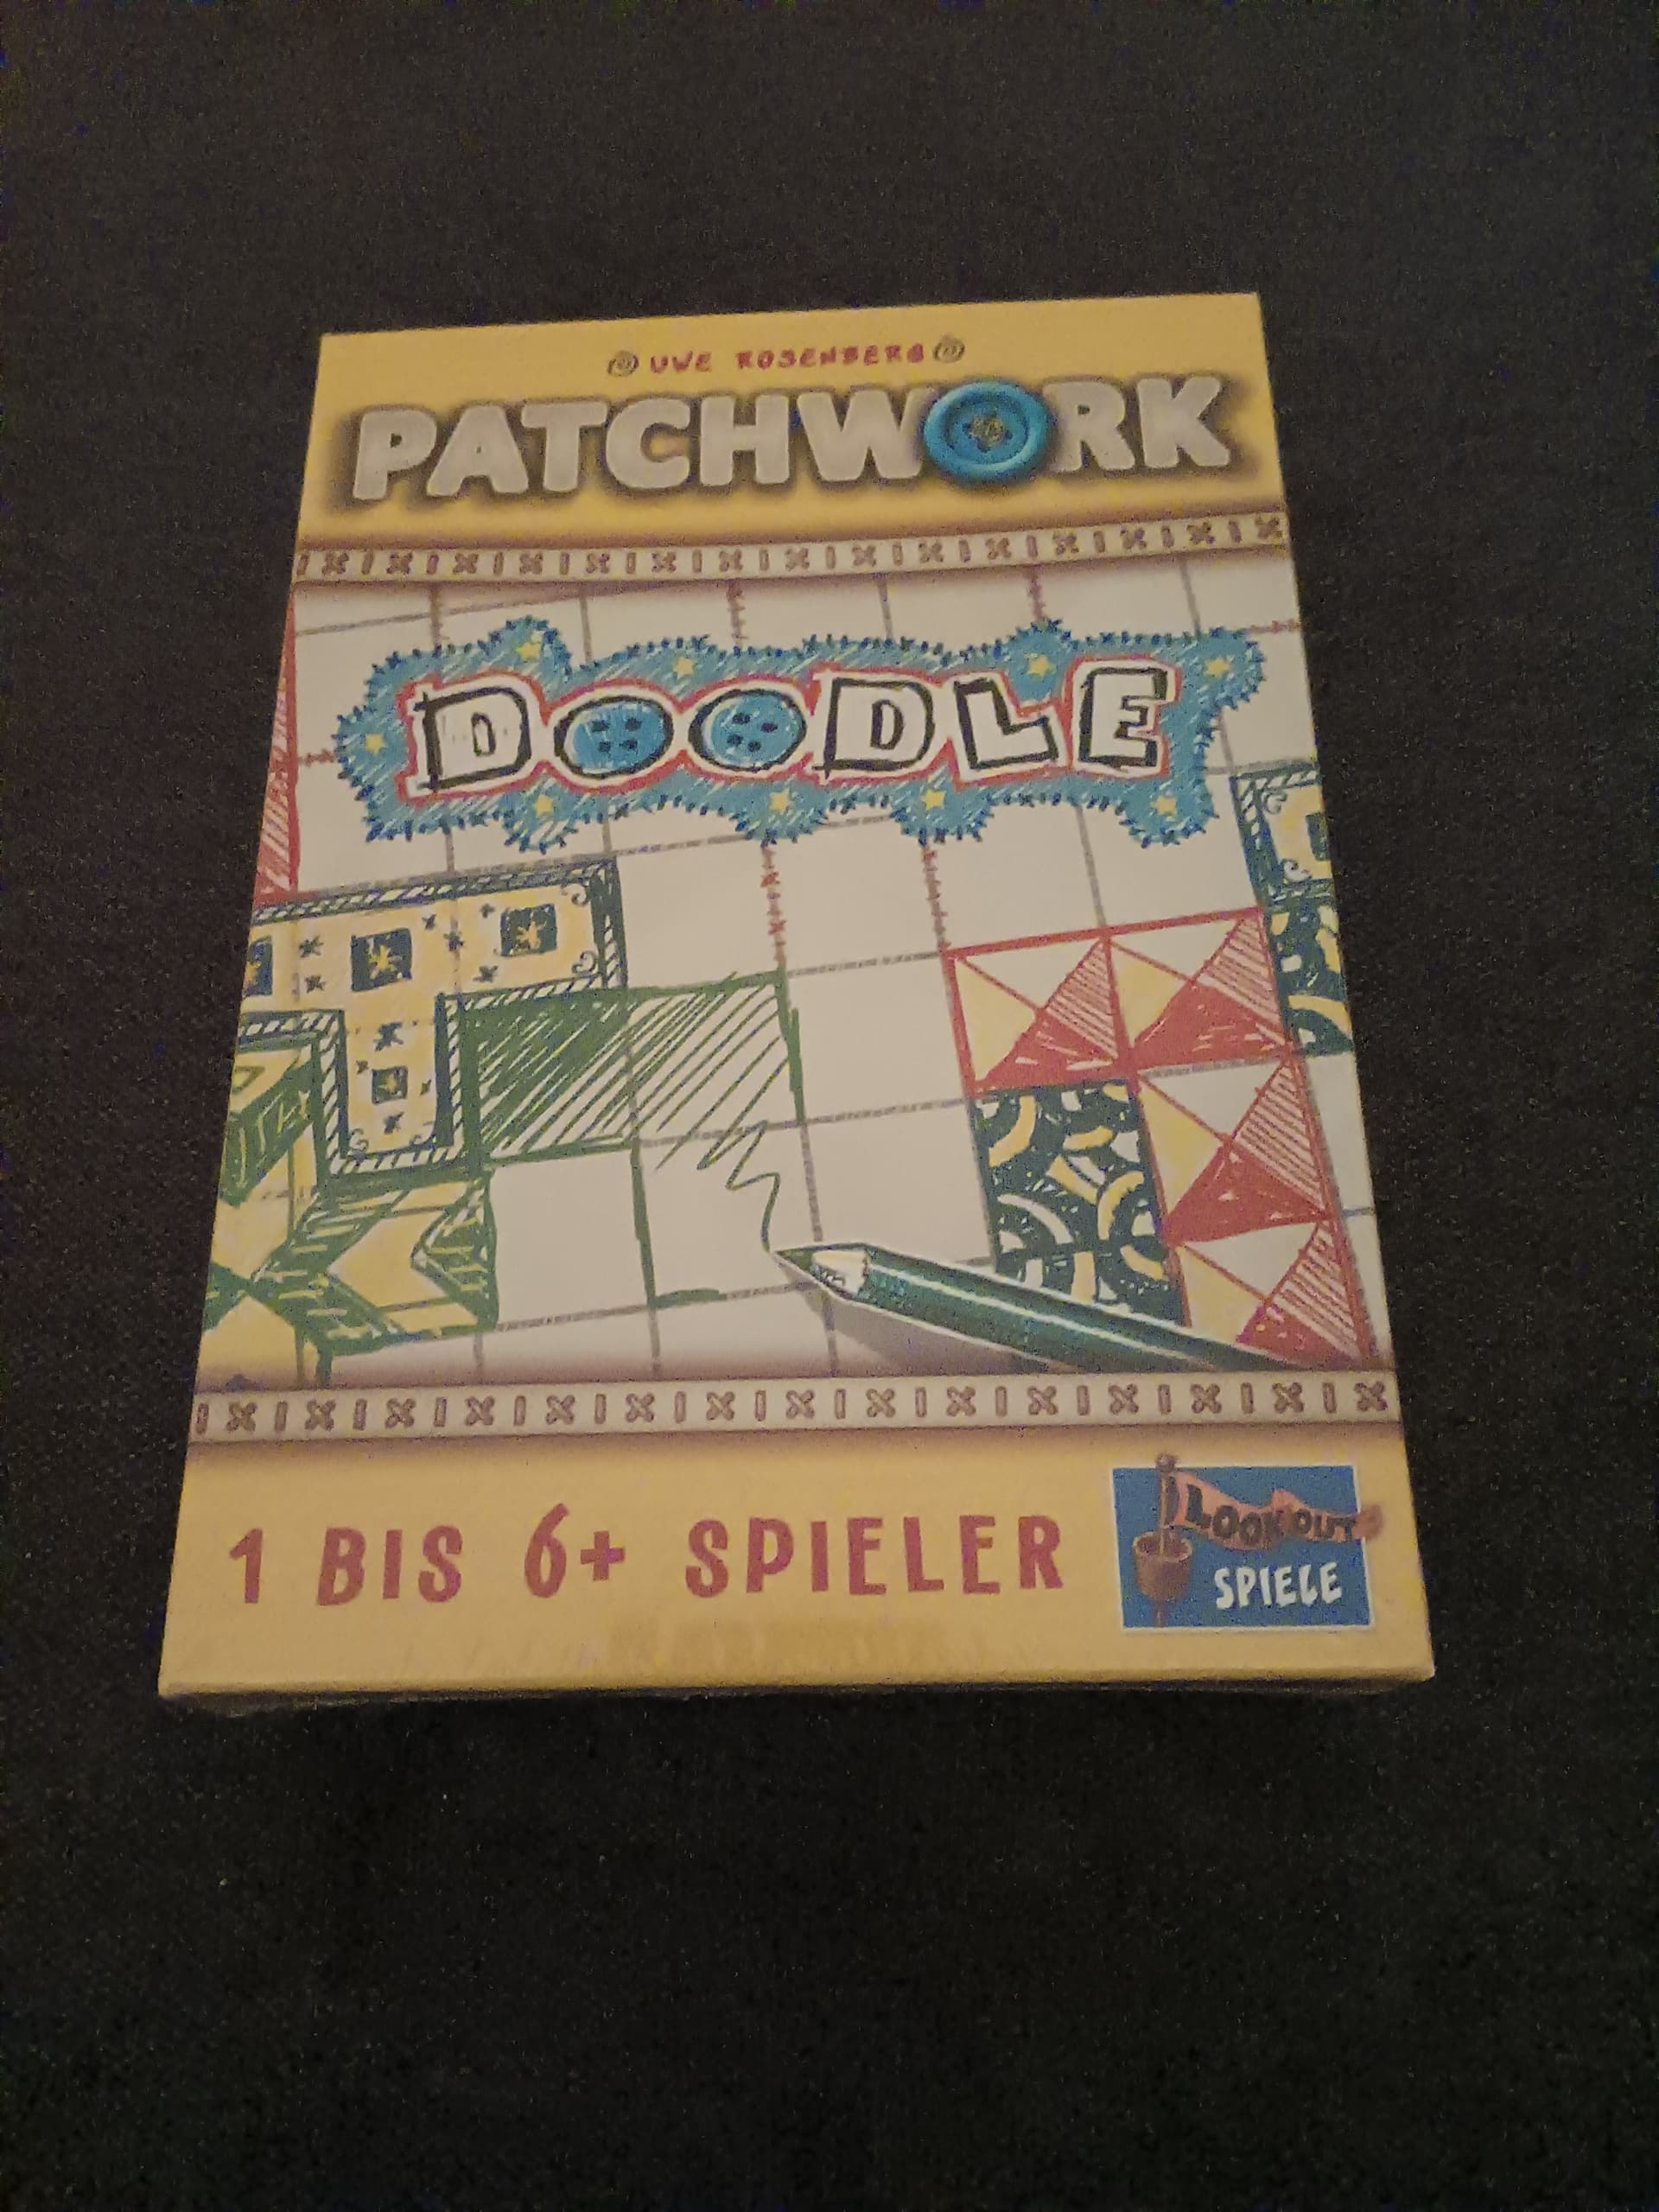 UWE ROSENBERG
PATCHWORK
DOODLE
1 BIS 6+ SPIELER
LOOKOUT
SPIELE